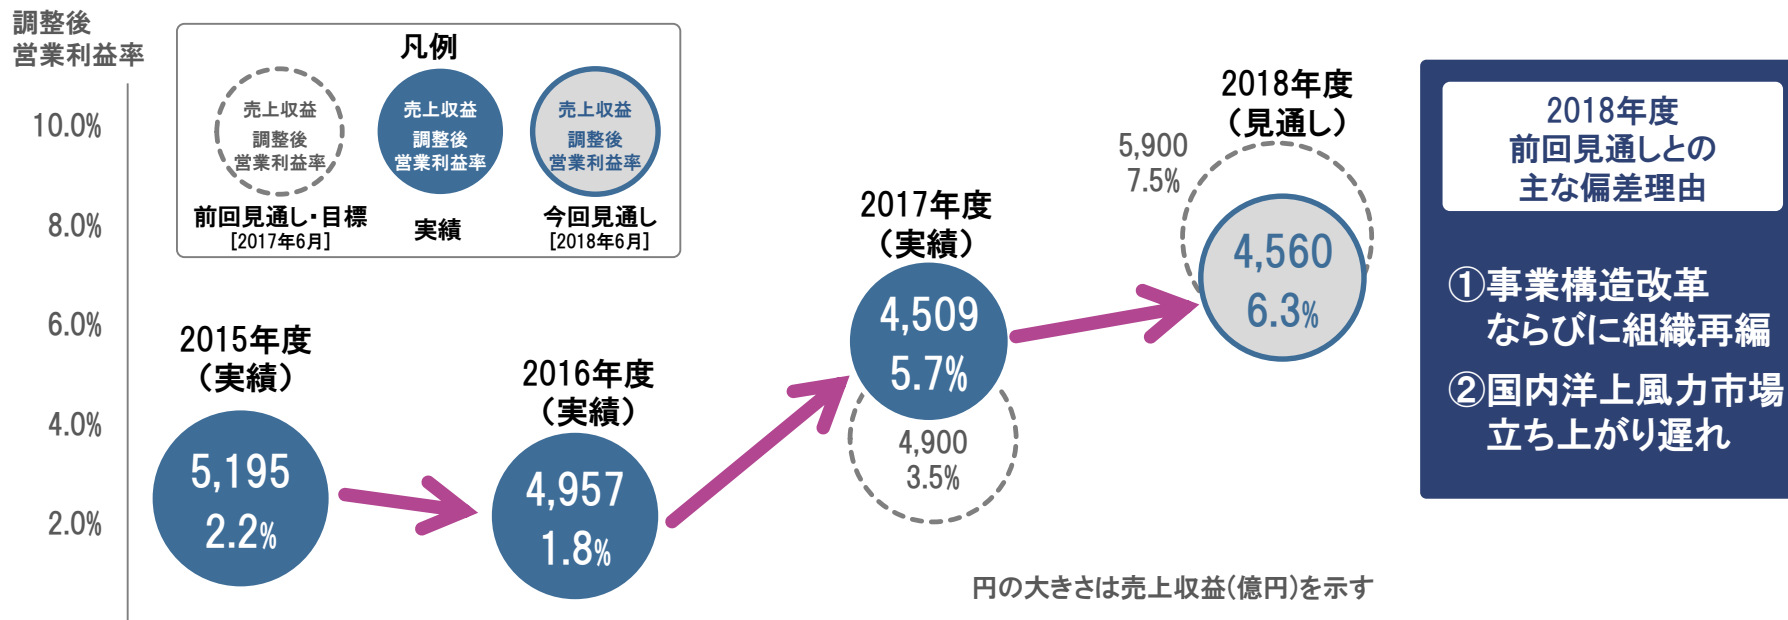 調整後
営業利益率
10.0%
8.0%
6.0%
4.0%
2.0%
凡例
売上収益
調整後
営業利益率
前回見通し・目標
[2017年6月]
売上収益
調整後
営業利益率
実績
売上収益
調整後
営業利益率
今回見通し
[2018年6月]
2015年度
（実績）
5,195
2.2%
2016年度
（実績）
4,957
1.8%
2017年度
（実績）
4,509
5.7%
4,900
3.5%
2018年度
（見通し）
5,900
7.5%
4,560
6.3%
円の大きさは売上収益(億円)を示す
2018年度
前回見通しとの
主な偏差理由
①事業構造改革
ならびに組織再編
②国内洋上風力市場
立ち上がり遅れ